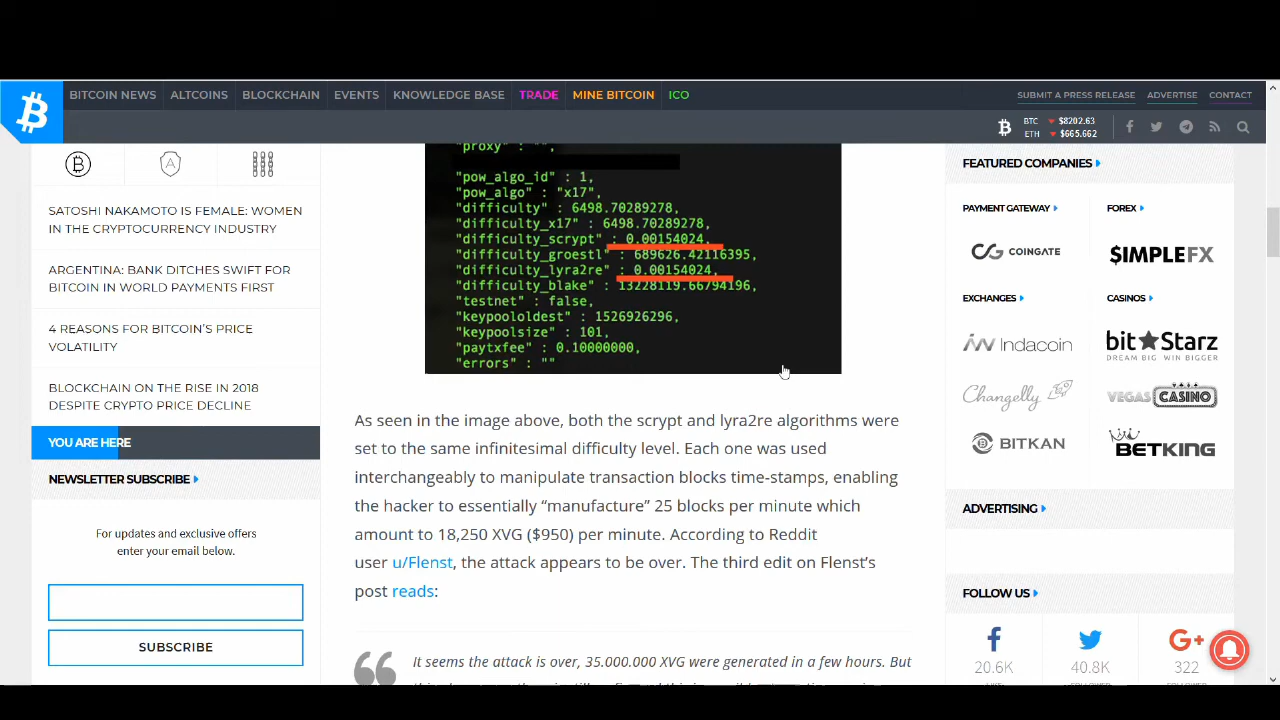 BITCOIN NEWS
ALTCOINS
BLOCKCHAIN
EVENTS
KNOWLEDGE BASE
TRADE
MINE BITCOIN
ICO
SUBMIT A PRESS RELEASE
ADVERTISE
CONTACT
BTC $8202.63
ETH $665.662
SATOSHI NAKAMOTO IS FEMALE: WOMEN
IN THE CRYPTOCURRENCY INDUSTRY
ARGENTINA: BANK DITCHES SWIFT FOR
BITCOIN IN WORLD PAYMENTS FIRST
4 REASONS FOR BITCOIN'S PRICE
VOLATILITY
BLOCKCHAIN ON THE RISE IN 2018
DESPITE CRYPTO PRICE DECLINE
YOU ARE HERE
NEWSLETTER SUBSCRIBE
For updates and exclusive offers
enter your email below.
SUBSCRIBE
"proxy" : "",
"pow_algo_id" : 1,
"pow_algo" : "x17",
"difficulty" : 6498.70289278,
"difficulty_x17" : 6498.70289278,
"difficulty_scrypt" : 0.00154024,
"difficulty_groestl" : 689626.42116395,
"difficulty_lyra2re" : 0.00154024,
"difficulty_blake" : 13228119.66794196,
"testnet" : false,
"keypoololdest" : 1526926296,
"keypoolsize" : 101,
"paytxfee" : 0.10000000,
"errors" : ""
As seen in the image above, both the scrypt and lyra2re algorithms were
set to the same infinitesimal difficulty level. Each one was used
interchangeably to manipulate transaction blocks time-stamps, enabling
the hacker to essentially “manufacture” 25 blocks per minute which
amount to 18,250 XVG ($950) per minute. According to Reddit
user u/Flenst, the attack appears to be over. The third edit on Flenst’s
post reads:
It seems the attack is over, 35.000.000 XVG were generated in a few hours. But
FEATURED COMPANIES
PAYMENT GATEWAY
FOREX
COINGATE
$IMPLEFX
EXCHANGES
CASINOS
Indacoin
bitStarz
DREAM BIG WIN BIGGER
Changelly
VEGAS CASINO
BITKAN
BETKING
ADVERTISING
FOLLOW US
20.6K
40.8K
322